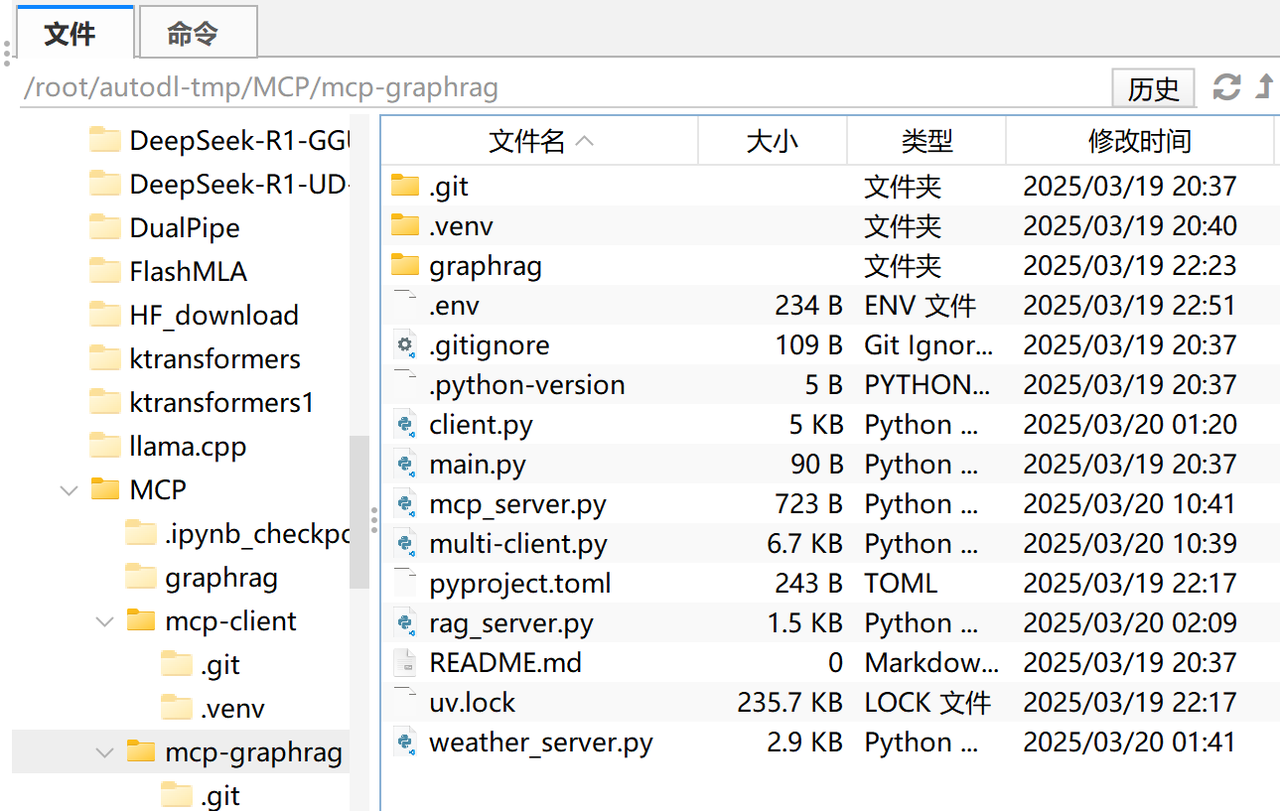 文件
命令
/root/autodl-tmp/MCP/mcp-graphrag
历史
DeepSeek-R1-GGU
DeepSeek-R1-UD-
DualPipe
FlashMLA
HF_download
ktransformers
ktransformers1
llama.cpp
MCP
.ipynb_checkpo
graphrag
mcp-client
.git
.venv
mcp-graphrag
.git
文件名 大小 类型 修改时间
.git 文件夹 2025/03/19 20:37
.venv 文件夹 2025/03/19 20:40
graphrag 文件夹 2025/03/19 22:23
.env 234 B ENV 文件 2025/03/19 22:51
.gitignore 109 B Git Ignor... 2025/03/19 20:37
.python-version 5 B PYTHON... 2025/03/19 20:37
client.py 5 KB Python ... 2025/03/20 01:20
main.py 90 B Python ... 2025/03/19 20:37
mcp_server.py 723 B Python ... 2025/03/20 10:41
multi-client.py 6.7 KB Python ... 2025/03/20 10:39
pyproject.toml 243 B TOML 2025/03/19 22:17
rag_server.py 1.5 KB Python ... 2025/03/20 02:09
README.md 0 Markdow... 2025/03/19 20:37
uv.lock 235.7 KB LOCK 文件 2025/03/19 22:17
weather_server.py 2.9 KB Python ... 2025/03/20 01:41